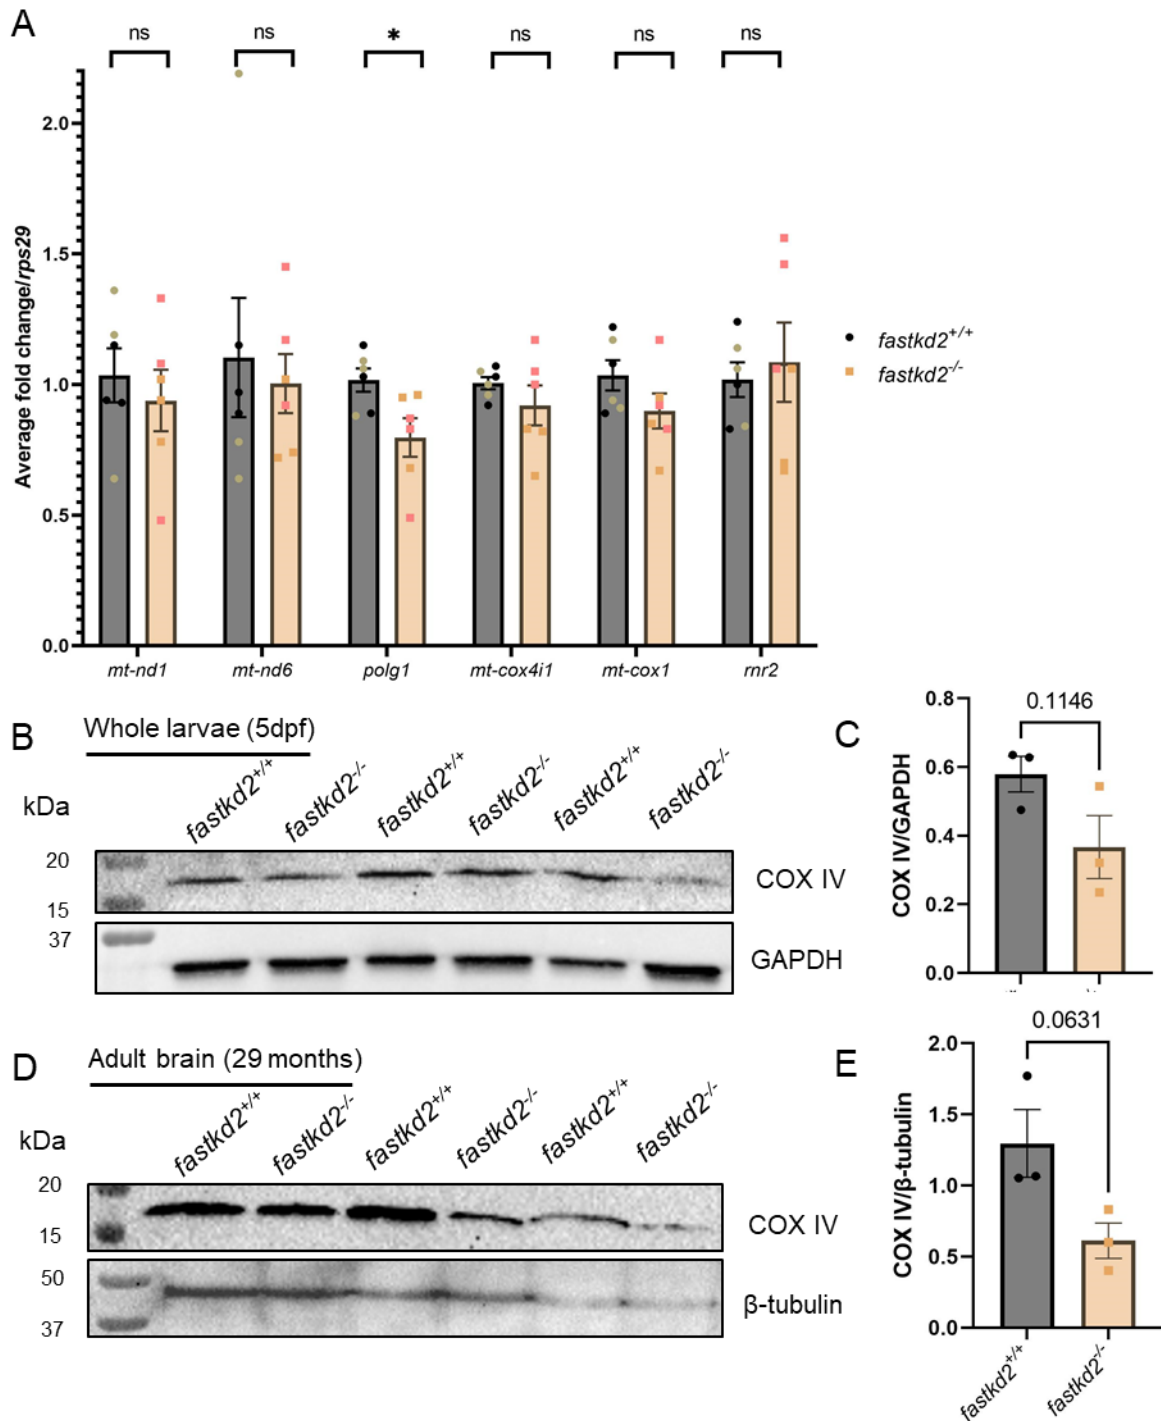 A
ns ns * ns ns ns
Average fold change/rps29
2.0
1.5
1.0
0.5
0.0
mt-nd1 mt-nd6 polg1 mt-cox4i1 mt-cox1 rnr2
fastkd2+/+
fastkd2-/-
B
Whole larvae (5dpf)
kDa
fastkd2+/+ fastkd2-/- fastkd2+/+ fastkd2-/- fastkd2+/+ fastkd2-/-
20
15
COX IV
37
GAPDH
C
0.1146
COX IV/GAPDH
0.8
0.6
0.4
0.2
0.0
D
Adult brain (29 months)
kDa
fastkd2+/+ fastkd2-/- fastkd2+/+ fastkd2-/- fastkd2+/+ fastkd2-/-
20
15
COX IV
50
37
β-tubulin
E
0.0631
COX IV/β-tubulin
2.0
1.5
1.0
0.5
0.0
fastkd2+/+ fastkd2-/-